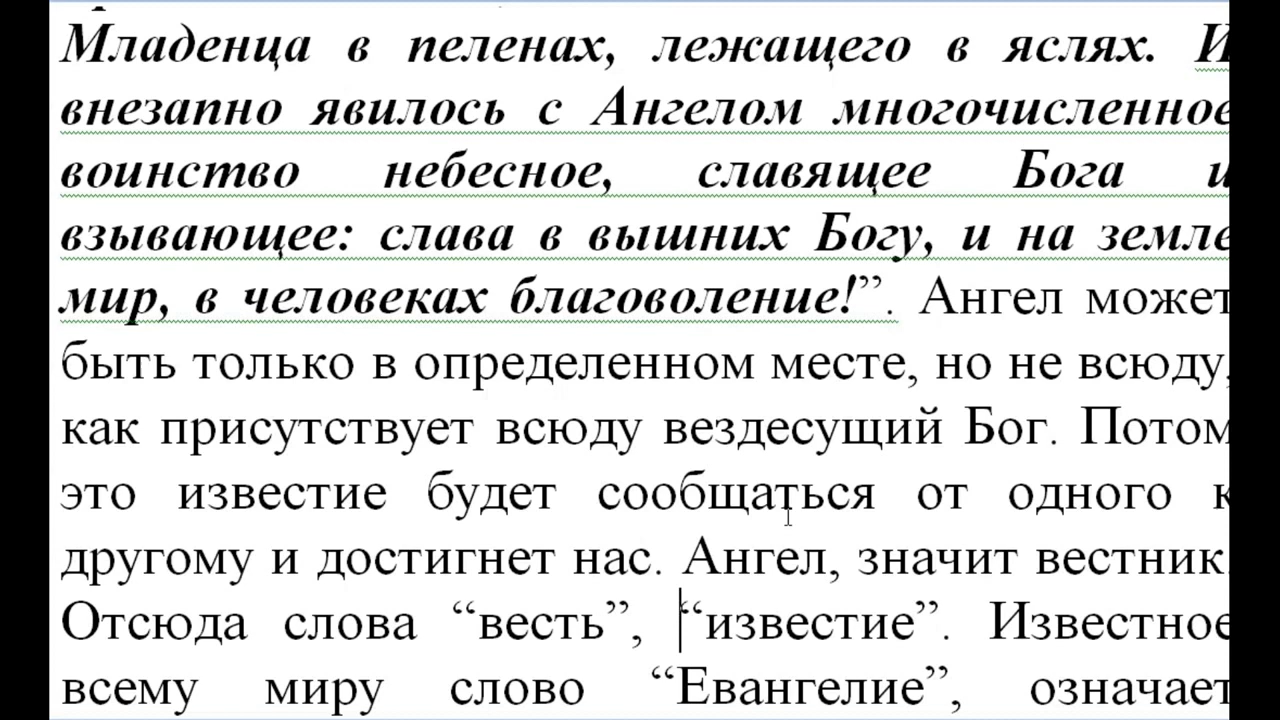 Младенца в пеленах, лежащего в яслях. И
внезапно явилось с Ангелом многочисленное
воинство небесное, славящее Бога и
взывающее: слава в вышних Богу, и на земле
мир, в человеках благоволение!”. Ангел может
быть только в определенном месте, но не всюду,
как присутствует всюду вездесущий Бог. Потом
это известие будет сообщаться от одного к
другому и достигнет нас. Ангел, значит вестник.
Отсюда слова “весть”, “известие”. Известное
всему миру слово “Евангелие”, означает